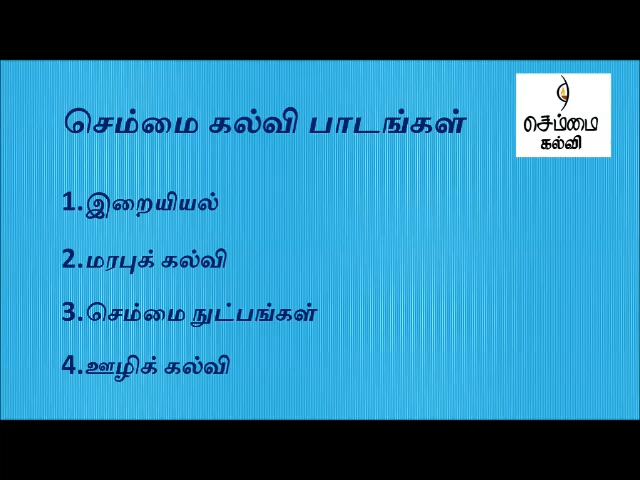 செம்மை கல்வி பாடங்கள்
செம்மை
கல்வி
1.இறையியல்
2.மரபுக் கல்வி
3.செம்மை நுட்பங்கள்
4.ஊழிக் கல்வி